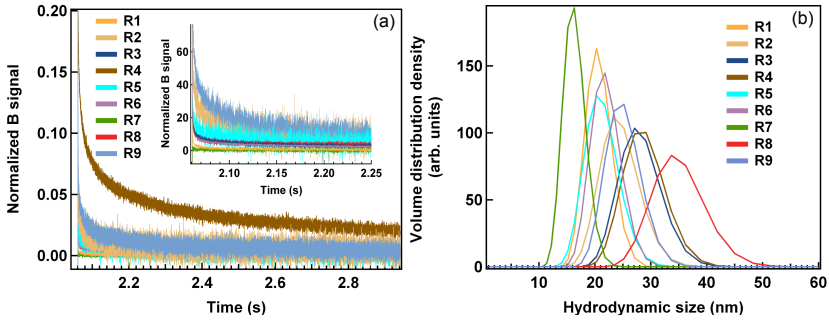 (a)
Normalized B signal
0.20
0.15
0.10
0.05
0.00
R1
R2
R3
R4
R5
R6
R7
R8
R9
Normalized B signal
60
40
20
0
2.10
2.15
2.20
2.25
Time (s)
2.2
2.4
2.6
2.8
Time (s)
(b)
Volume distribution density
(arb. units)
150
100
50
0
R1
R2
R3
R4
R5
R6
R7
R8
R9
10
20
30
40
50
60
Hydrodynamic size (nm)